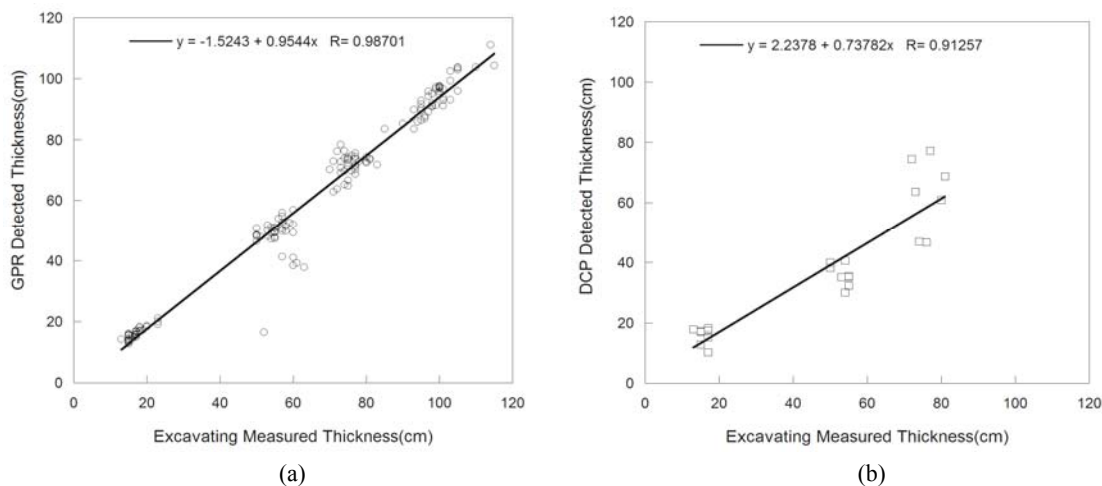 y = -1.5243 + 0.9544x R= 0.98701
GPR Detected Thickness(cm)
120
100
80
60
40
20
0
0 20 40 60 80 100 120
Excavating Measured Thickness(cm)
(a)
y = 2.2378 + 0.73782x R= 0.91257
DCP Detected Thickness(cm)
120
100
80
60
40
20
0
0 20 40 60 80 100 120
Excavating Measured Thickness(cm)
(b)